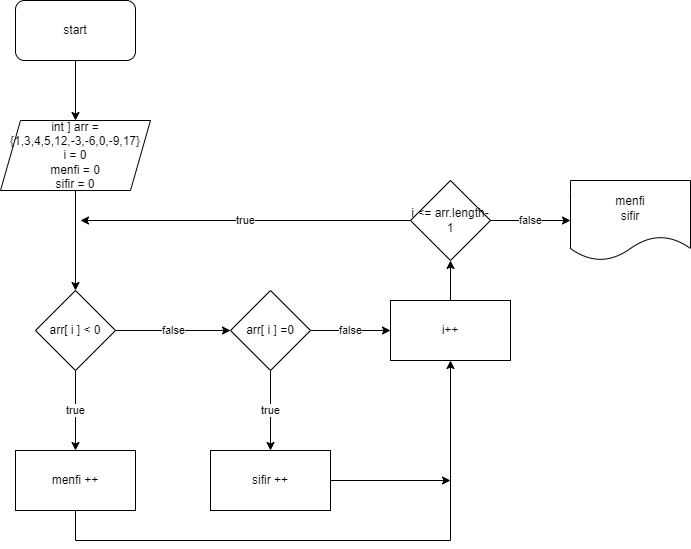 start
int ] arr =
{1,3,4,5,12,-3,-6,0,-9,17}
i = 0
menfi = 0
sifir = 0
i <= arr.length-
1
true
false
menfi
sifir
arr[ i ] < 0
false
arr[ i ] =0
false
i++
true
true
menfi ++
sifir ++